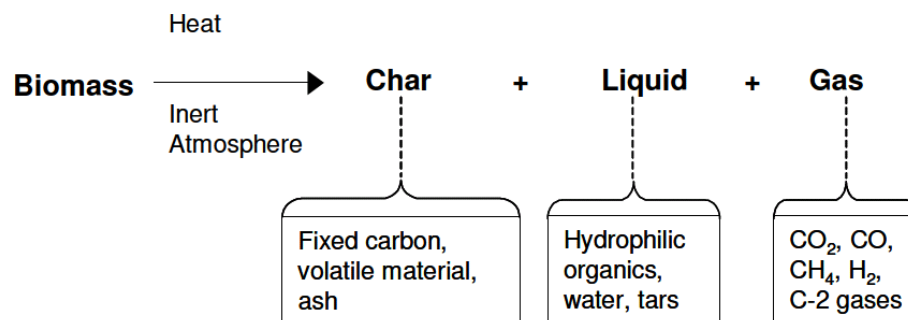 Heat
Biomass
Char + Liquid + Gas
Inert
Atmosphere
Fixed carbon,
volatile material,
ash
Hydrophilic
organics,
water, tars
CO₂, CO,
CH₄, H₂,
C-2 gases